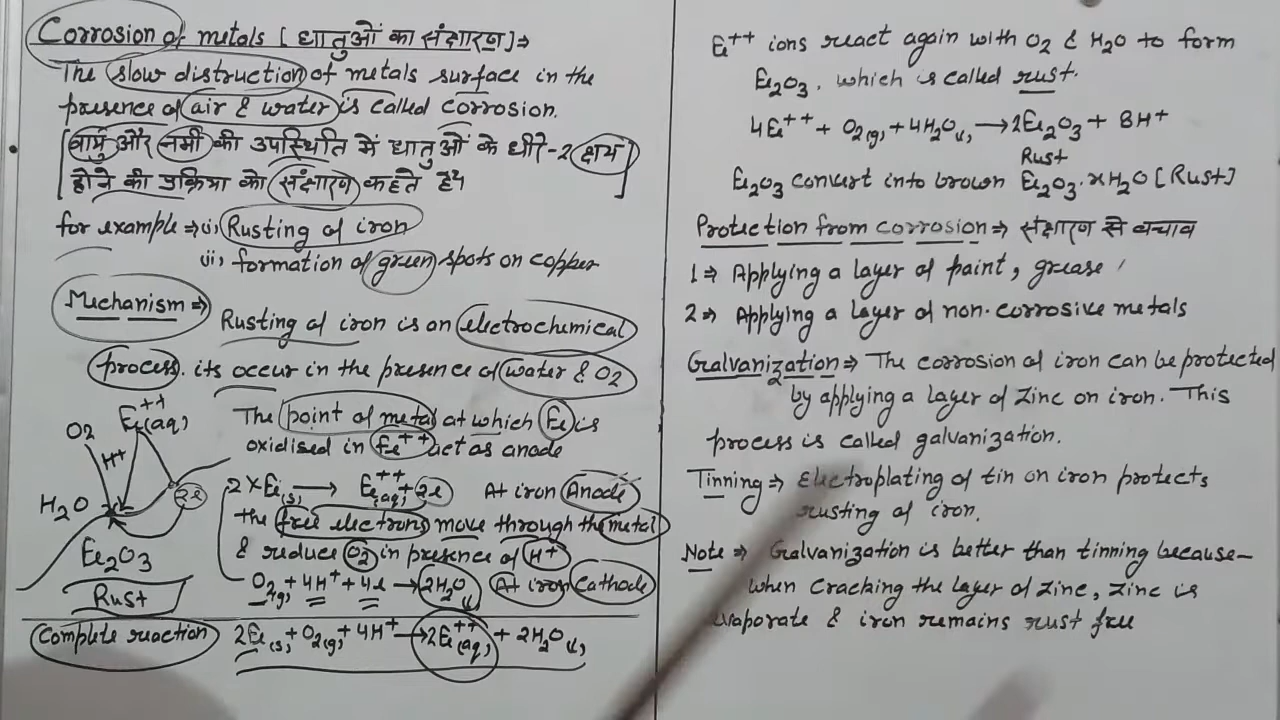 Corrosion of metals [धातुओं का संक्षारण]⇒
The slow distruction of metals surface in the
presence of air & water is called corrosion.
[वायु और नमी की उपस्थिति में धातुओं के धीरे-2 क्षय
होने की प्रक्रिया को संक्षारण कहते हैं]
for example ⇒ (i) Rusting of iron
(ii) formation of green spots on copper
Mechanism ⇒
Rusting of iron is on electrochemical
process. its occur in the presence of water & O2
Fe++(aq)
O2
H+
H2O
2e
Fe2O3
Rust
The point of metal at which Fe is
oxidised in Fe++ act as anode
2 × Fe(s) → Fe++(aq) + 2e At iron Anode
the free electrons move through the metal
& reduce O2 in presence of H+
O2(g) + 4H+ + 4e → 2H2O(l) At iron Cathode
Complete reaction 2Fe(s) + O2(g) + 4H+ → 2Fe++(aq) + 2H2O(l)
Fe++ ions react again with O2 & H2O to form
Fe2O3. which is called rust.
4Fe++ + O2(g) + 4H2O(l) → 2Fe2O3 + 8H+
Rust
Fe2O3 convert into brown Fe2O3.xH2O [Rust]
Protection from corrosion ⇒ संक्षारण से बचाव
1 ⇒ Applying a layer of paint, grease
2 ⇒ Applying a layer of non-corrosive metals
Galvanization ⇒ The corrosion of iron can be protected
by applying a layer of Zinc on iron. This
process is called galvanization.
Tinning ⇒ Electroplating of tin on iron protects
rusting of iron.
Note ⇒ Galvanization is better than tinning because-
when Cracking the layer of Zinc, Zinc is
evaporate & iron remains rust free